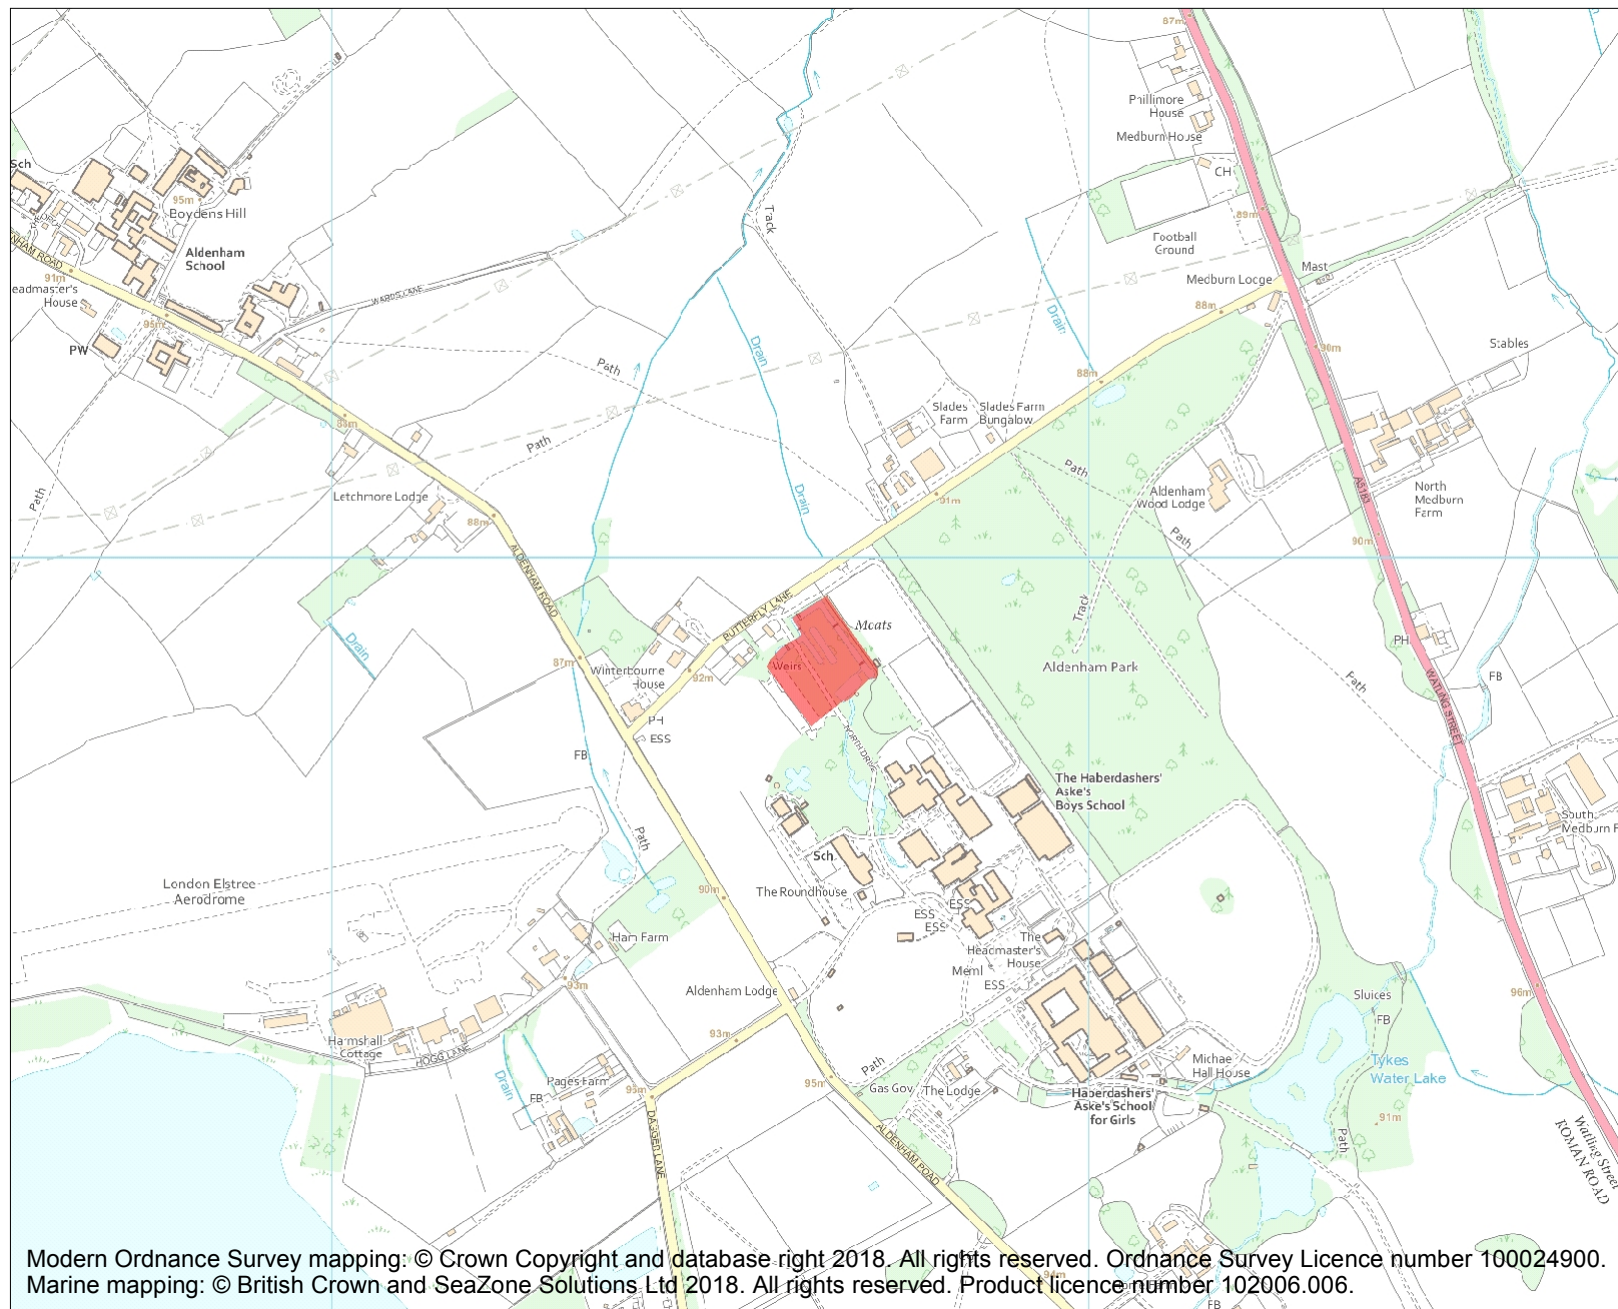 87m
Phillimore
House
Medburn House
CH
Sch
95m
Boydens Hill
89m
Track
Football
Ground
Aldenham
School
91m
eadmaster's
House
WARDS LANE
Mast
Medburn Lodge
88m
95m
PW
Drain
Drain
90m
Stables
Path
88m
88m
Slades
Farm
Slades Farm
Bungalow
Path
Path
Letchmore Lodge
88m
Path
Drain
91m
Aldenham
Wood Lodge
A5183
North
Medburn
Farm
Path
90m
ALDENHAM ROAD
BUTTERFLY LANE
Moats
Track
Drain
87m
Winterbourne
House
92m
Weirs
Aldenham Park
PH
FB
Path
WATLING STREET
PH
ESS
FB
NORTH DRIVE
The Haberdashers'
Aske's
Boys School
South
Medburn F
Path
Sch
London Elstree
Aerodrome
90m
The Roundhouse
ESS
ESS
ESS
Ham Farm
The
Headmaster's
House
Meml
ESS
93m
Aldenham Lodge
96m
Sluices
FB
93m
Harmshall
Cottage
HOGG LANE
Path
Michae
Hall House
Tykes
Water Lake
Drain
Pages Farm
FB
95m
95m
Gas Gov
The Lodge
Haberdashers'
Aske's School
for Girls
91m
Path
DAGGER LANE
ALDENHAM ROAD
Watling Street
ROMAN ROAD
Modern Ordnance Survey mapping: © Crown Copyright and database right 2018. All rights reserved. Ordnance Survey Licence number 100024900.
Marine mapping: © British Crown and SeaZone Solutions Ltd 2018. All rights reserved. Product licence number 102006.006.
FB